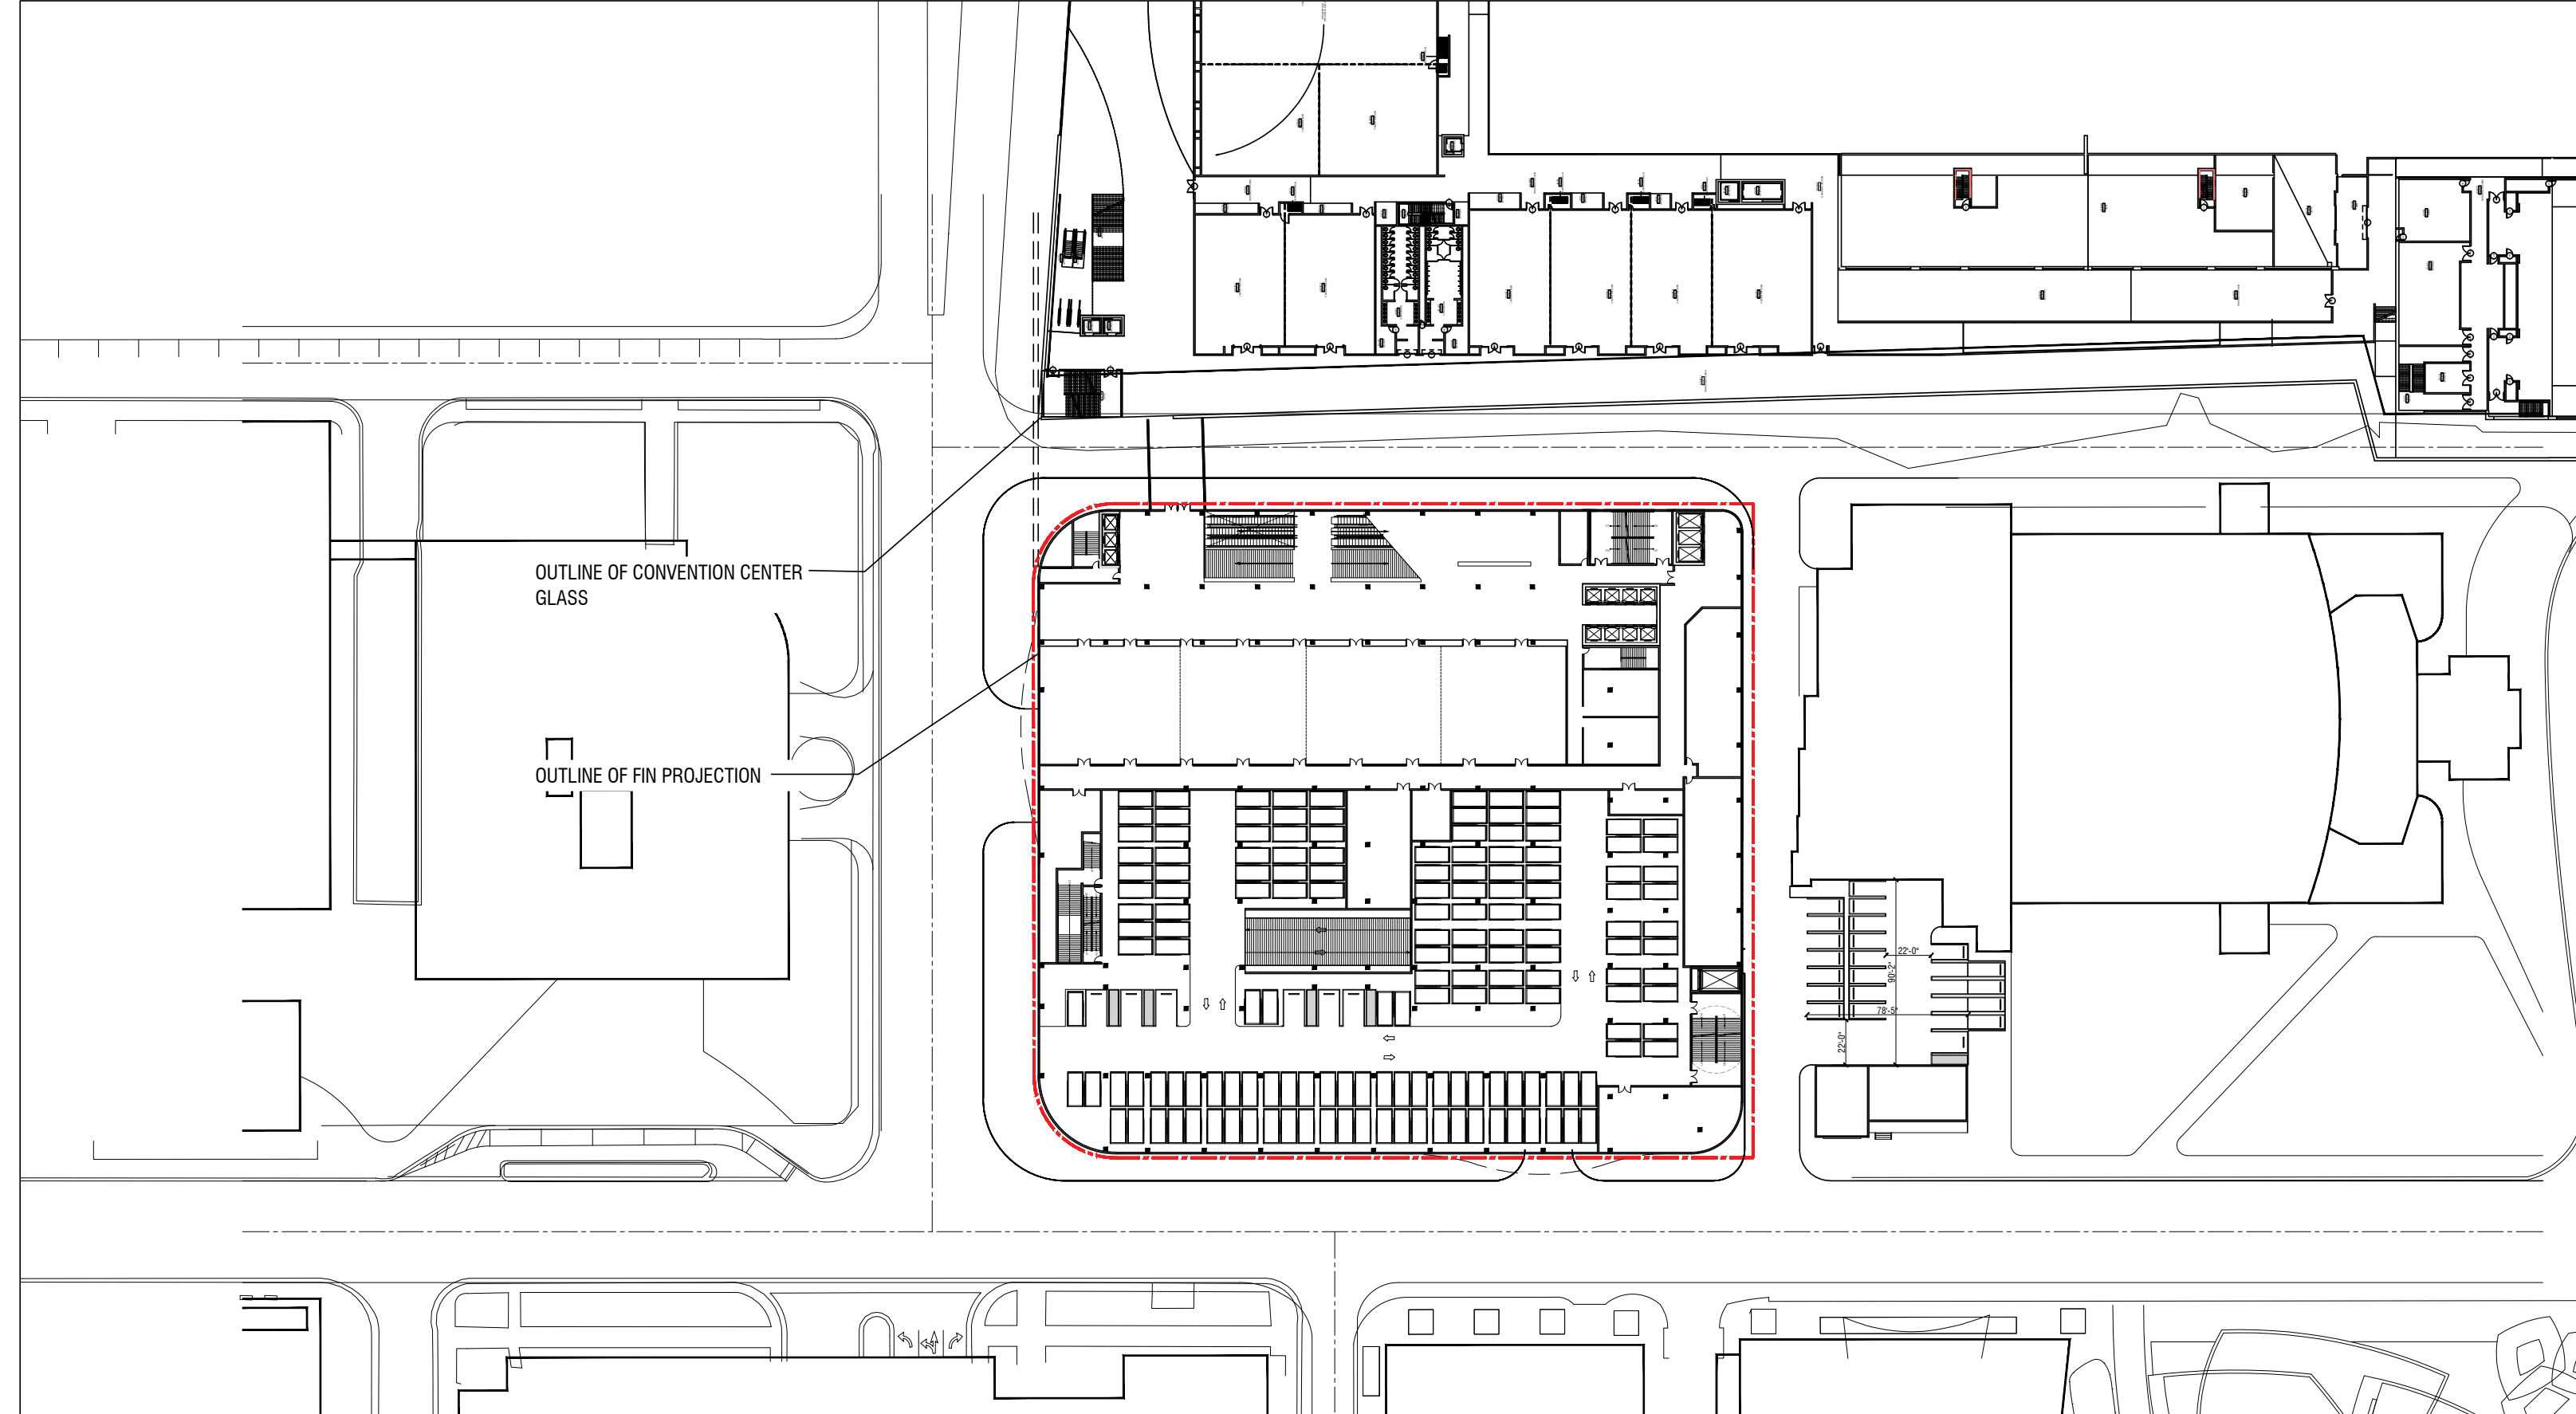 OUTLINE OF CONVENTION CENTER
GLASS
OUTLINE OF FIN PROJECTION
22'-0"
90'-2"
78'-5"
22'-0"